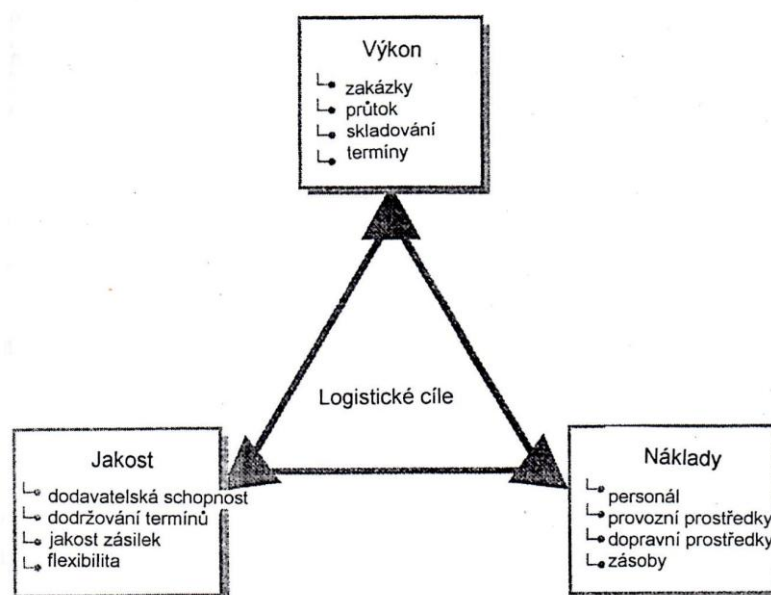 Výkon
zakázky
průtok
skladování
termíny
Logistické cíle
Jakost
dodavatelská schopnost
dodržování termínů
jakost zásilek
flexibilita
Náklady
personál
provozní prostředky
dopravní prostředky
zásoby